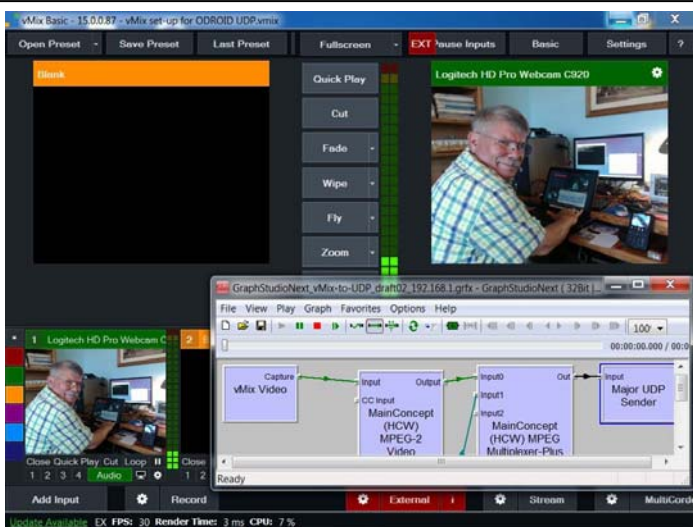 vMix Basic - 15.0.0.87 - vMix set-up for ODROID UDP.vmix
Open Preset
Save Preset
Last Preset
Fullscreen
EXT
Pause Inputs
Basic
Settings
?
Blank
Quick Play
Cut
Fade
Wipe
Fly
Zoom
Logitech HD Pro Webcam C920
GraphStudioNext_vMix-to-UDP_draft02_192.168.1.grfx - GraphStudioNext ( 32Bit )
File View Play Graph Favorites Options Help
100
00:00:00.000 / 00:0
Capture
vMix Video
Input Output
CC Input
MainConcept
(HCW)
MPEG-2
Video
Input0 Out
Input1
Input2
MainConcept
(HCW) MPEG
Multiplexer-Plus
Input
Major UDP
Sender
Ready
1 Logitech HD Pro Webcam C
2
Close Quick Play Cut Loop
1 2 3 4 Audio
Close
1 2
Add Input
Record
External
i
Stream
MultiCord
Update Available EX FPS: 30 Render Time: 3 ms CPU: 7 %